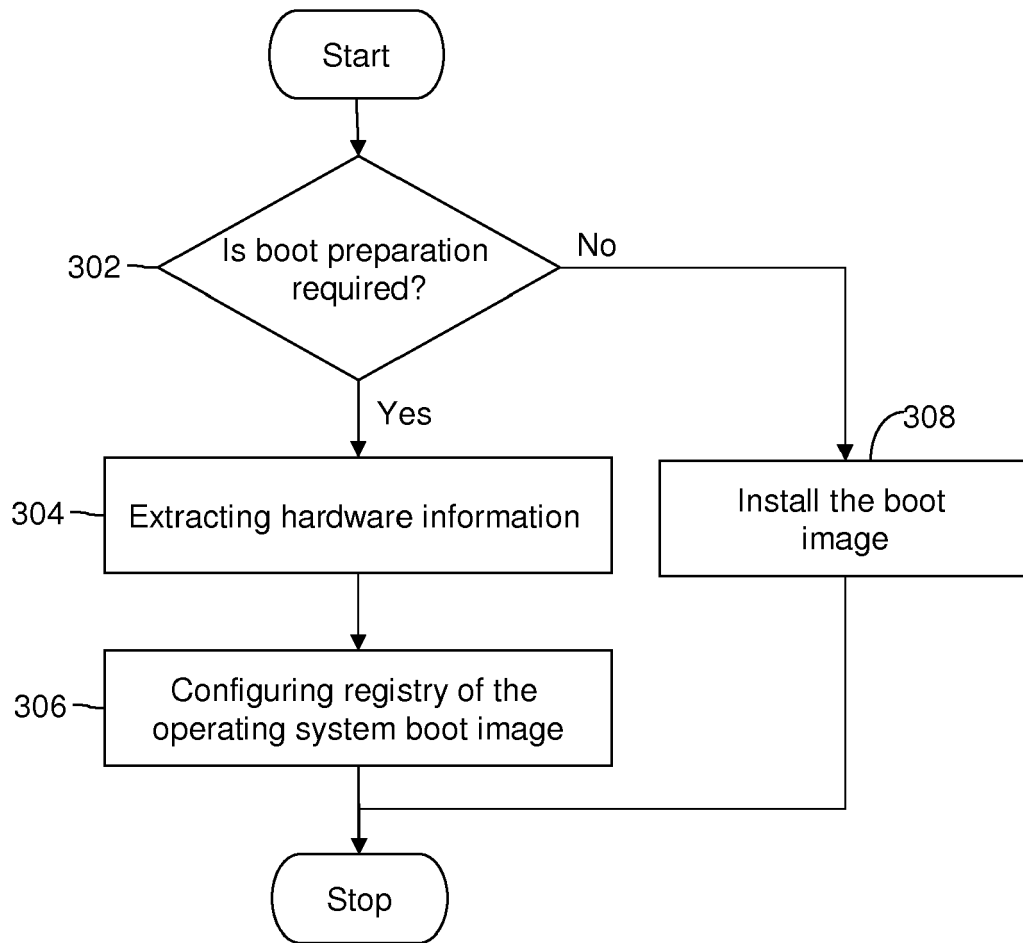 Start
302
Is boot preparation
required?
No
Yes
308
304
Extracting hardware information
Install the boot
image
306
Configuring registry of the
operating system boot image
Stop